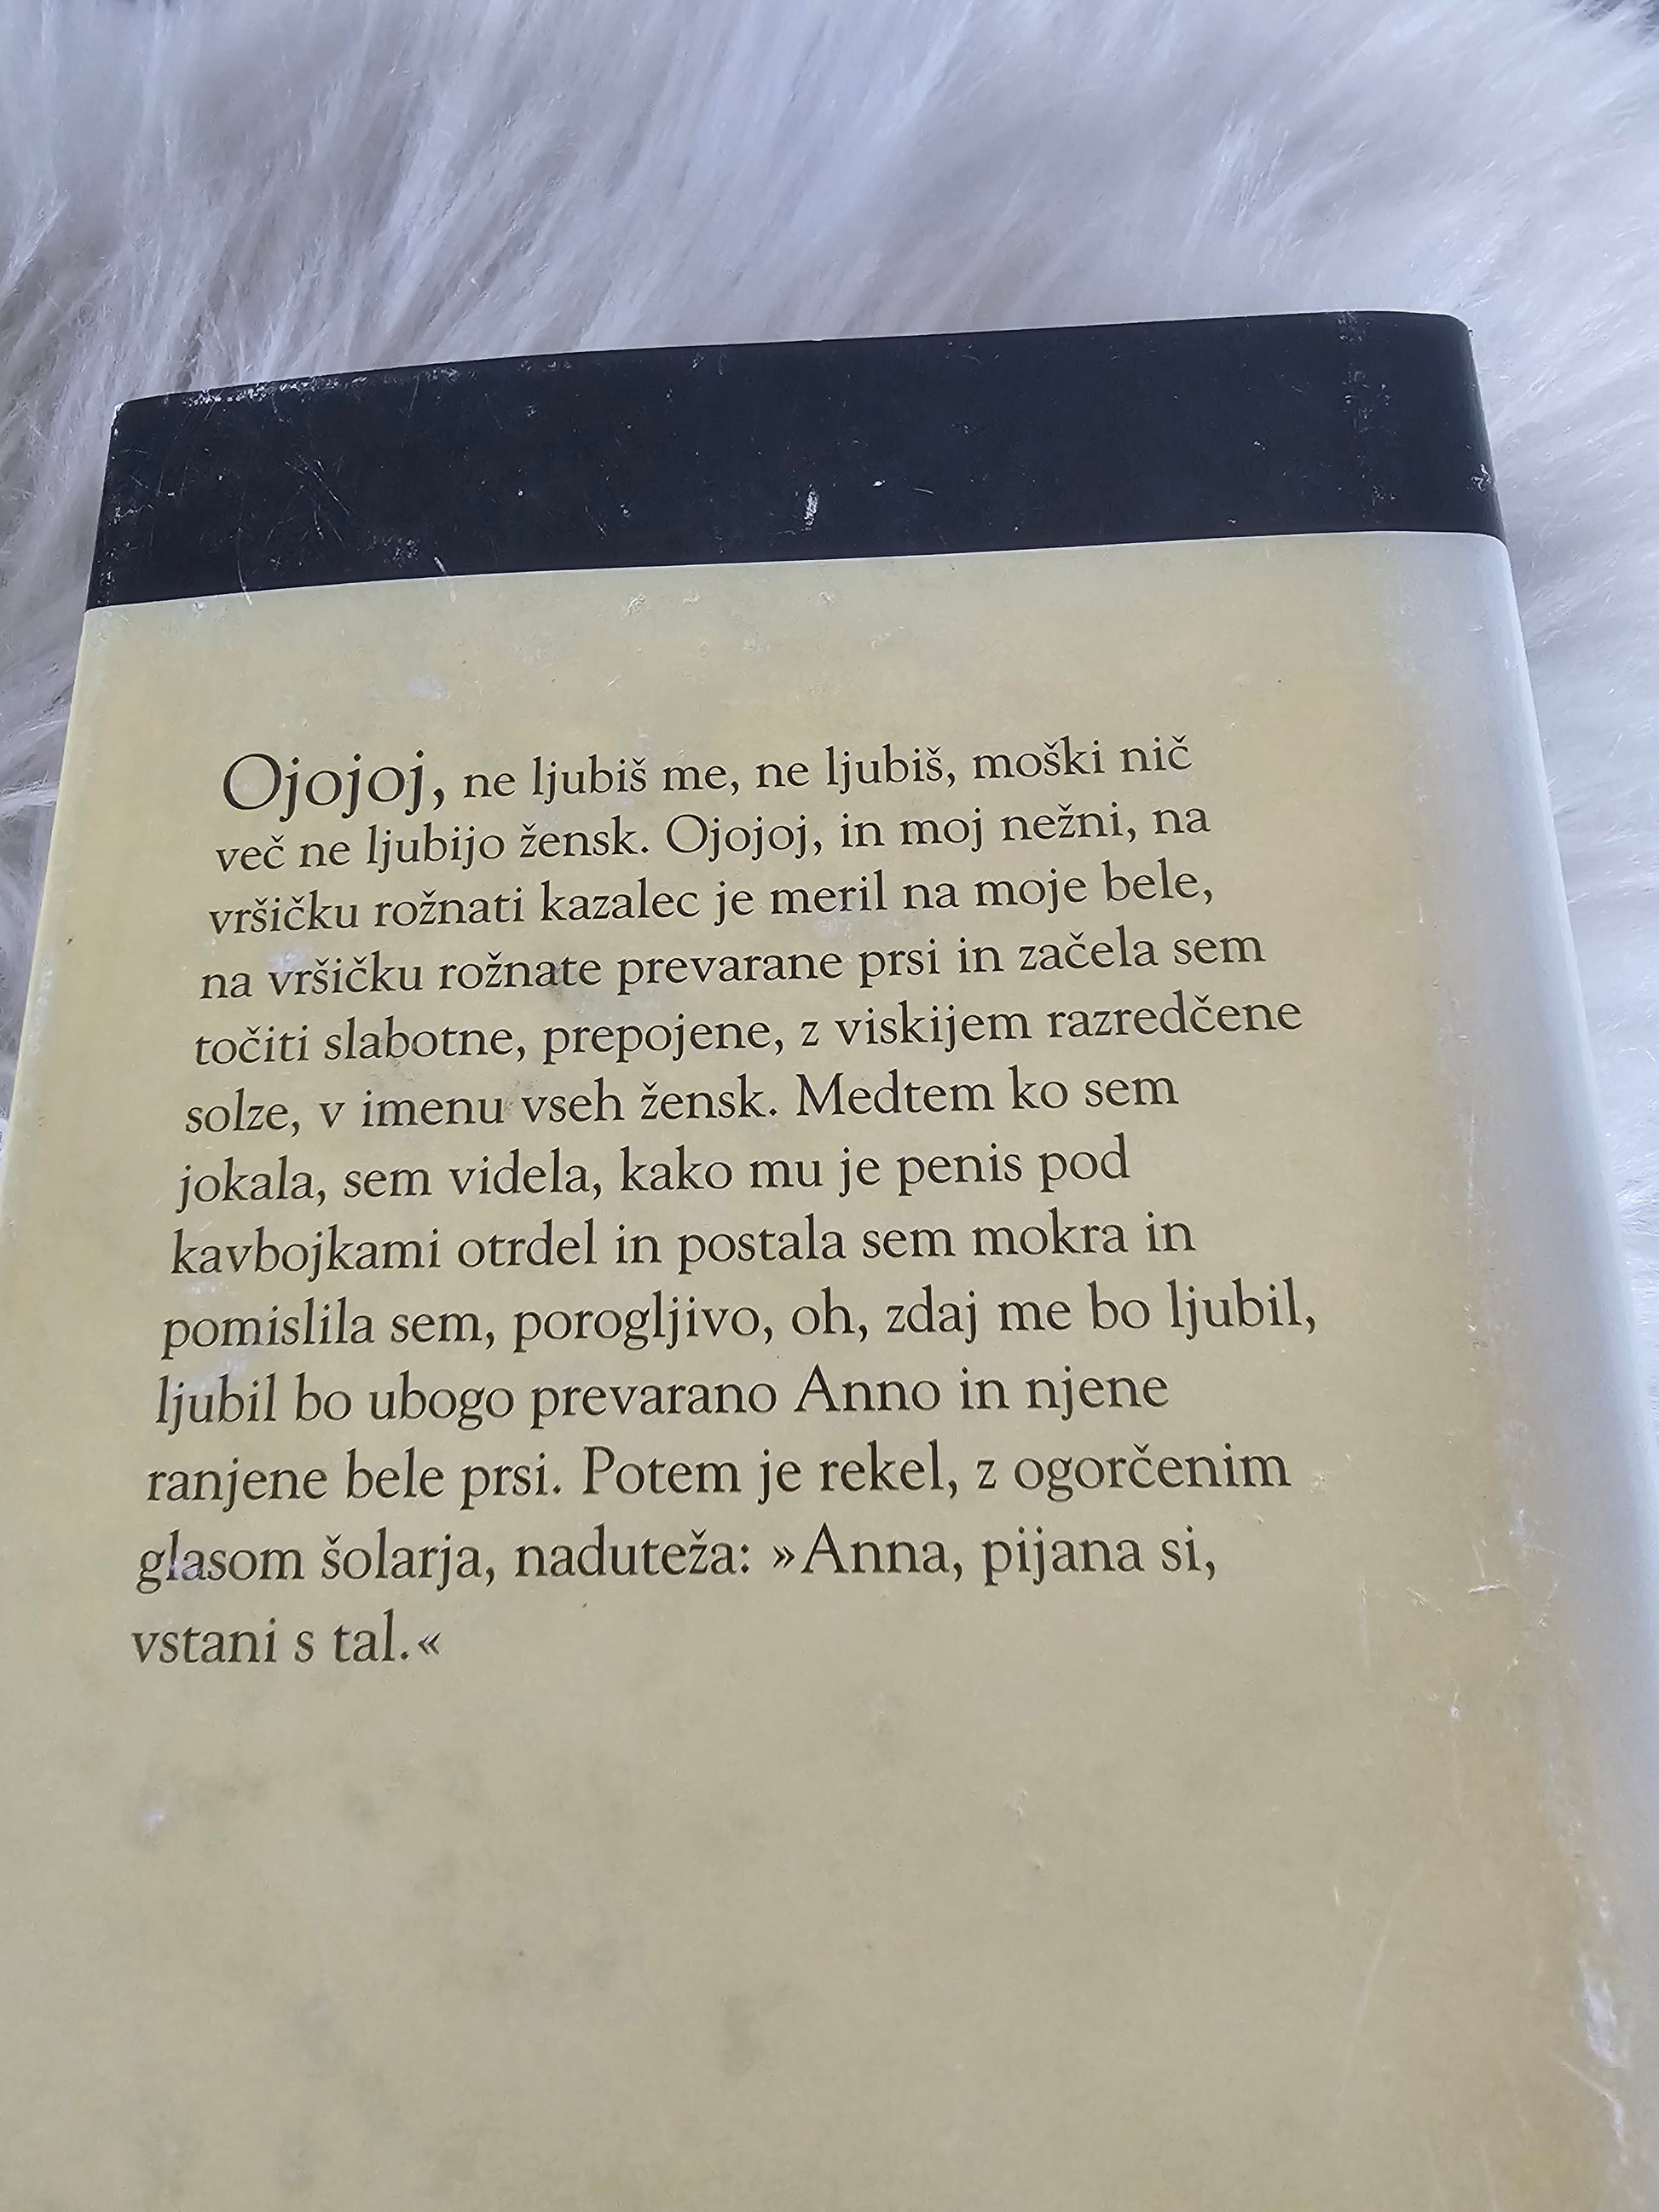 Ojojoj, ne ljubiš me, ne ljubiš, moški nič
več ne ljubijo žensk. Ojojoj, in moj nežni, na
vršičku rožnati kazalec je meril na moje bele,
na vršičku rožnate prevarane prsi in začela sem
točiti slabotne, prepojene, z viskijem razredčene
solze, v imenu vseh žensk. Medtem ko sem
jokala, sem videla, kako mu je penis pod
kavbojkami otrdel in postala sem mokra in
pomislila sem, porogljivo, oh, zdaj me bo ljubil,
ljubil bo ubogo prevarano Anno in njene
ranjene bele prsi. Potem je rekel, z ogorčenim
glasom šolarja, naduteža: »Anna, pijana si,
vstani s tal.«